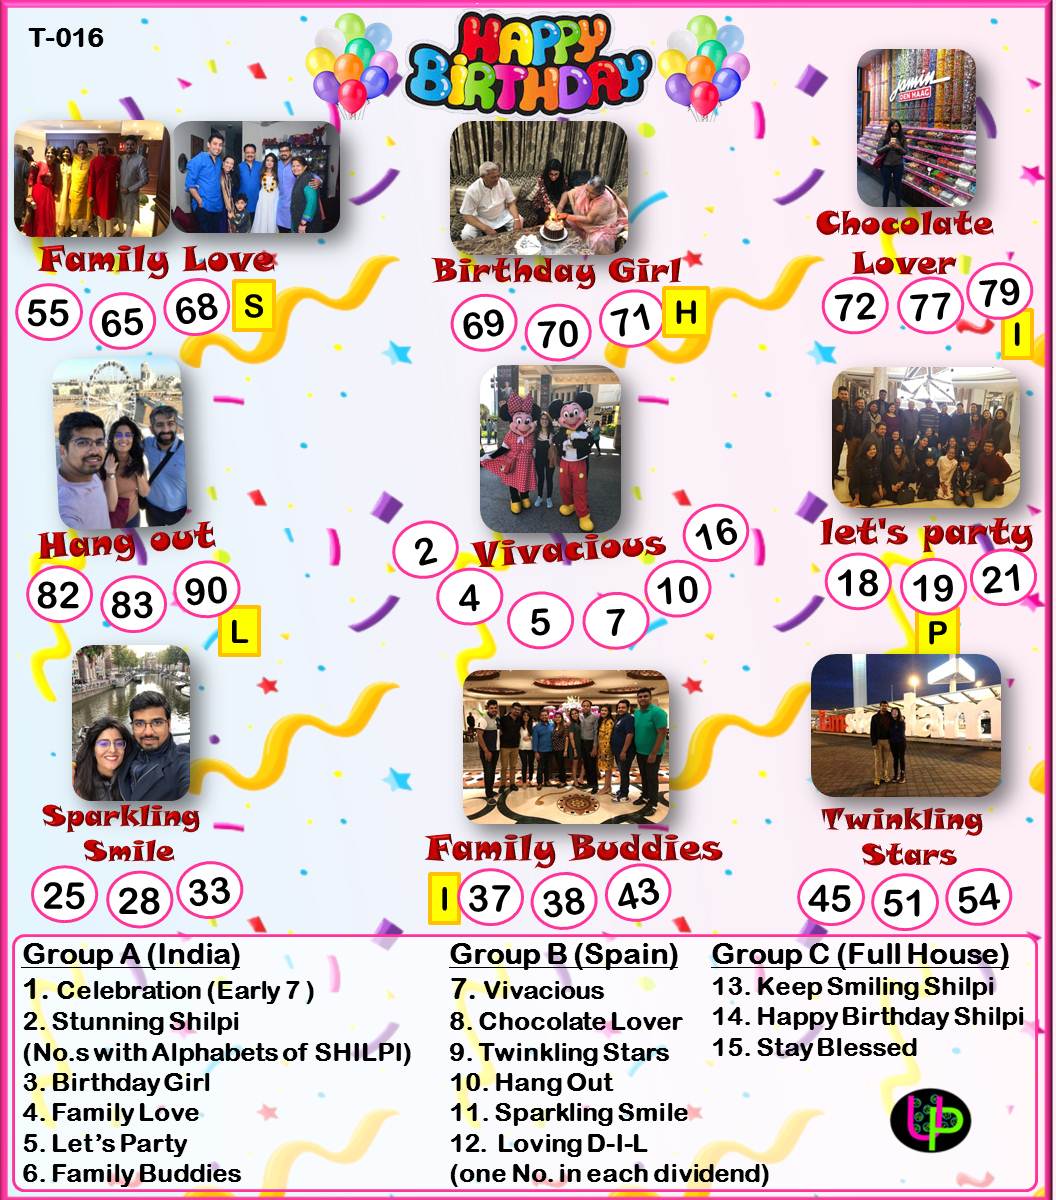 T-016
HAPPY
BIRTHDAY
jamin
DEN HAAG
Family Love
55 65 68 S
Birthday Girl
69 70 71 H
Chocolate
Lover
72 77 79
I
Hang out
82 83 90
L
Vivacious
2 4 5 7 10 16
let's party
18 19 21
P
Sparkling
Smile
25 28 33
Family Buddies
I 37 38 43
Twinkling
Stars
45 51 54
Group A (India)
1. Celebration (Early 7 )
2. Stunning Shilpi
(No.s with Alphabets of SHILPI)
3. Birthday Girl
4. Family Love
5. Let's Party
6. Family Buddies
Group B (Spain)
7. Vivacious
8. Chocolate Lover
9. Twinkling Stars
10. Hang Out
11. Sparkling Smile
12. Loving D-I-L
(one No. in each dividend)
Group C (Full House)
13. Keep Smiling Shilpi
14. Happy Birthday Shilpi
15. Stay Blessed